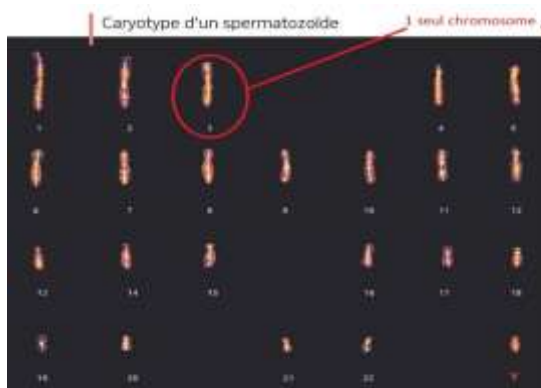 Caryotype d'un spermatozoïde
1 seul chromosome
1 2 3 4 5
6 7 8 9 10 11 12
13 14 15 16 17 18
19 20 21 22 Y